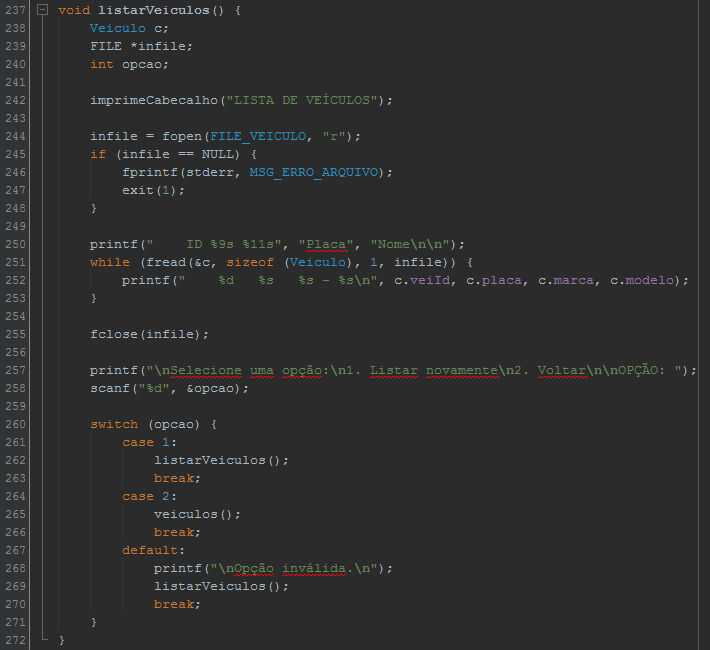 237 void listarVeiculos() {
238     Veiculo c;
239     FILE *infile;
240     int opcao;
241
242     imprimeCabecalho("LISTA DE VEÍCULOS");
243
244     infile = fopen(FILE_VEICULO, "r");
245     if (infile == NULL) {
246         fprintf(stderr, MSG_ERRO_ARQUIVO);
247         exit(1);
248     }
249
250     printf("    ID %9s %11s", "Placa", "Nome\n\n");
251     while (fread(&c, sizeof (Veiculo), 1, infile)) {
252         printf("    %d   %s   %s - %s\n", c.veiId, c.placa, c.marca, c.modelo);
253     }
254
255     fclose(infile);
256
257     printf("\nSelecione uma opção:\n1. Listar novamente\n2. Voltar\n\nOPÇÃO: ");
258     scanf("%d", &opcao);
259
260     switch (opcao) {
261         case 1:
262             listarVeiculos();
263             break;
264         case 2:
265             veiculos();
266             break;
267         default:
268             printf("\nOpção inválida.\n");
269             listarVeiculos();
270             break;
271     }
272 }